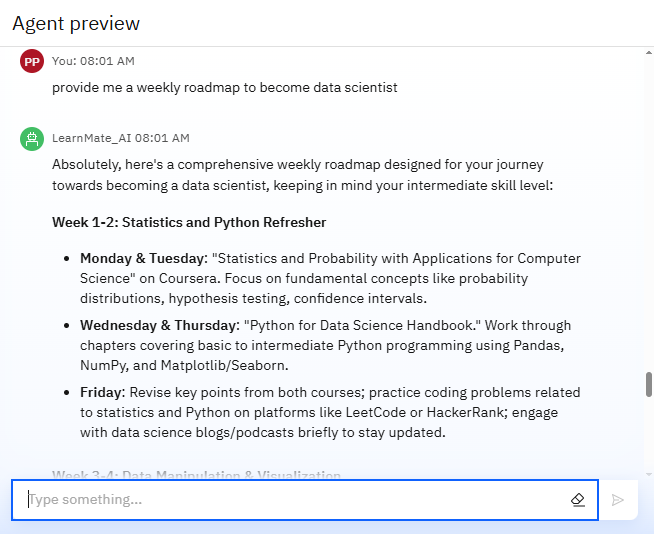 Agent preview
PP You: 08:01 AM
provide me a weekly roadmap to become data scientist
LearnMate_AI 08:01 AM
Absolutely, here's a comprehensive weekly roadmap designed for your journey
towards becoming a data scientist, keeping in mind your intermediate skill level:
Week 1-2: Statistics and Python Refresher
• Monday & Tuesday: "Statistics and Probability with Applications for Computer
Science" on Coursera. Focus on fundamental concepts like probability
distributions, hypothesis testing, confidence intervals.
• Wednesday & Thursday: "Python for Data Science Handbook." Work through
chapters covering basic to intermediate Python programming using Pandas,
NumPy, and Matplotlib/Seaborn.
• Friday: Revise key points from both courses; practice coding problems related
to statistics and Python on platforms like LeetCode or HackerRank; engage
with data science blogs/podcasts briefly to stay updated.
Week 3-4: Data Manipulation & Visualization
Type something...